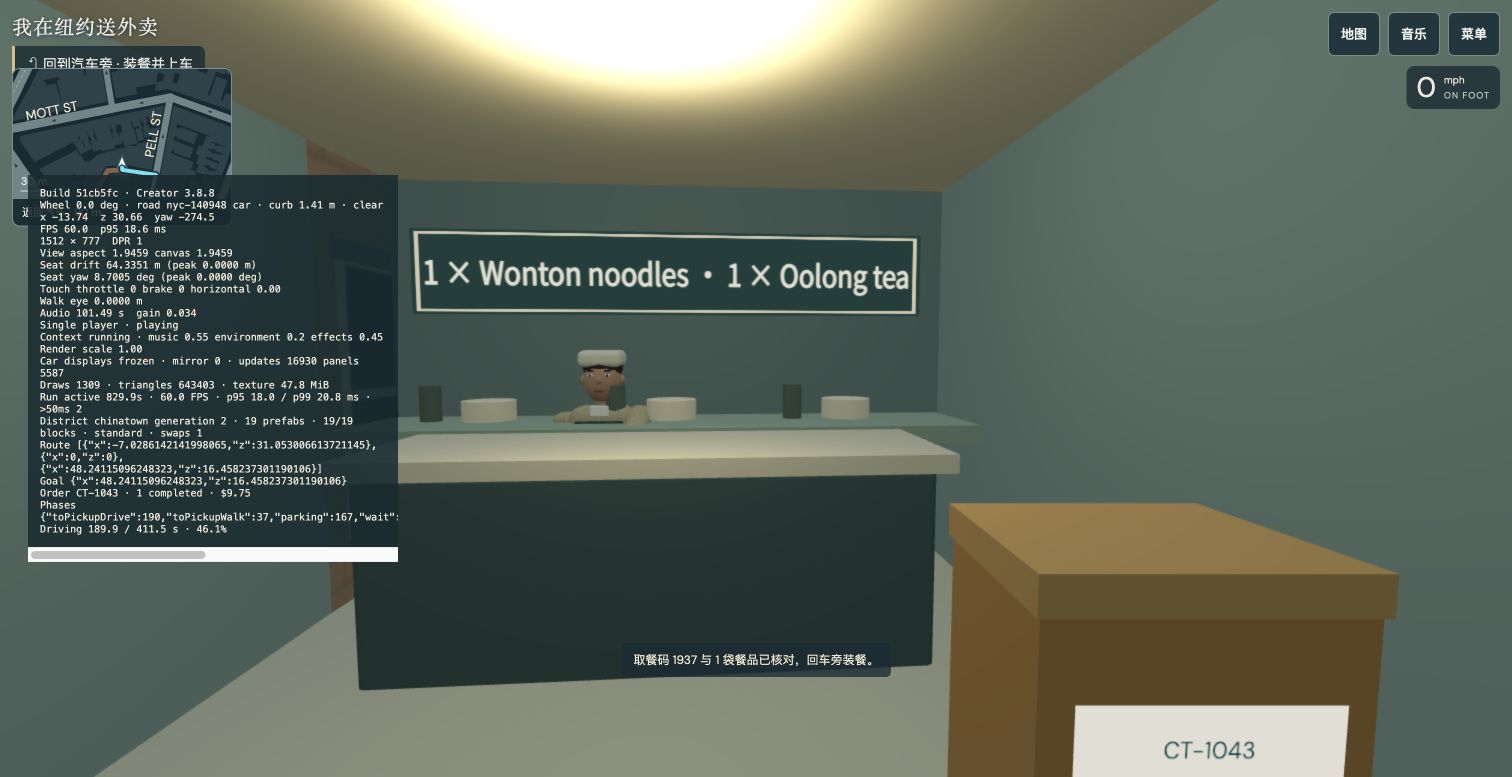 我在纽约送外卖
回到汽车旁 · 装餐并上车
地图
音乐
菜单
0 mph
ON FOOT
MOTT ST
PELL ST
Build 51cb5fc · Creator 3.8.8
Wheel 0.0 deg · road nyc-140948 car · curb 1.41 m · clear
x -13.74 z 30.66 yaw -274.5
FPS 60.0 p95 18.6 ms
1512 × 777 DPR 1
View aspect 1.9459 canvas 1.9459
Seat drift 64.3351 m (peak 0.0000 m)
Seat yaw 8.7005 deg (peak 0.0000 deg)
Touch throttle 0 brake 0 horizontal 0.00
Walk eye 0.0000 m
Audio 101.49 s gain 0.034
Single player · playing
Context running · music 0.55 environment 0.2 effects 0.45
Render scale 1.00
Car displays frozen · mirror 0 · updates 16930 panels
5587
Draws 1309 · triangles 643403 · texture 47.8 MiB
Run active 829.9s · 60.0 FPS · p95 18.0 / p99 20.8 ms ·
>50ms 2
District chinatown generation 2 · 19 prefabs · 19/19
blocks · standard · swaps 1
Route [{"x":-7.0286142141998065,"z":31.053006613721145},
{"x":0,"z":0},
{"x":48.24115096248323,"z":16.458237301190106}]
Goal {"x":48.24115096248323,"z":16.458237301190106}
Order CT-1043 · 1 completed · $9.75
Phases
{"toPickupDrive":190,"toPickupWalk":37,"parking":167,"wait":
Driving 189.9 / 411.5 s · 46.1%
1 × Wonton noodles · 1 × Oolong tea
取餐码 1937 与 1 袋餐品已核对，回车旁装餐。
CT-1043